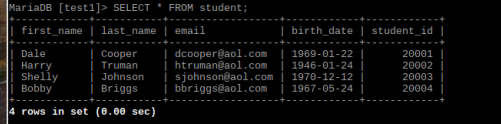 MariaDB [test1]> SELECT * FROM student;
+------------+-----------+------------------+------------+------------+
| first_name | last_name | email            | birth_date | student_id |
+------------+-----------+------------------+------------+------------+
| Dale       | Cooper    | dcooper@aol.com  | 1969-01-22 |      20001 |
| Harry      | Truman    | htruman@aol.com  | 1946-01-24 |      20002 |
| Shelly     | Johnson   | sjohnson@aol.com | 1970-12-12 |      20003 |
| Bobby      | Briggs    | bbriggs@aol.com  | 1967-05-24 |      20004 |
+------------+-----------+------------------+------------+------------+
4 rows in set (0.00 sec)